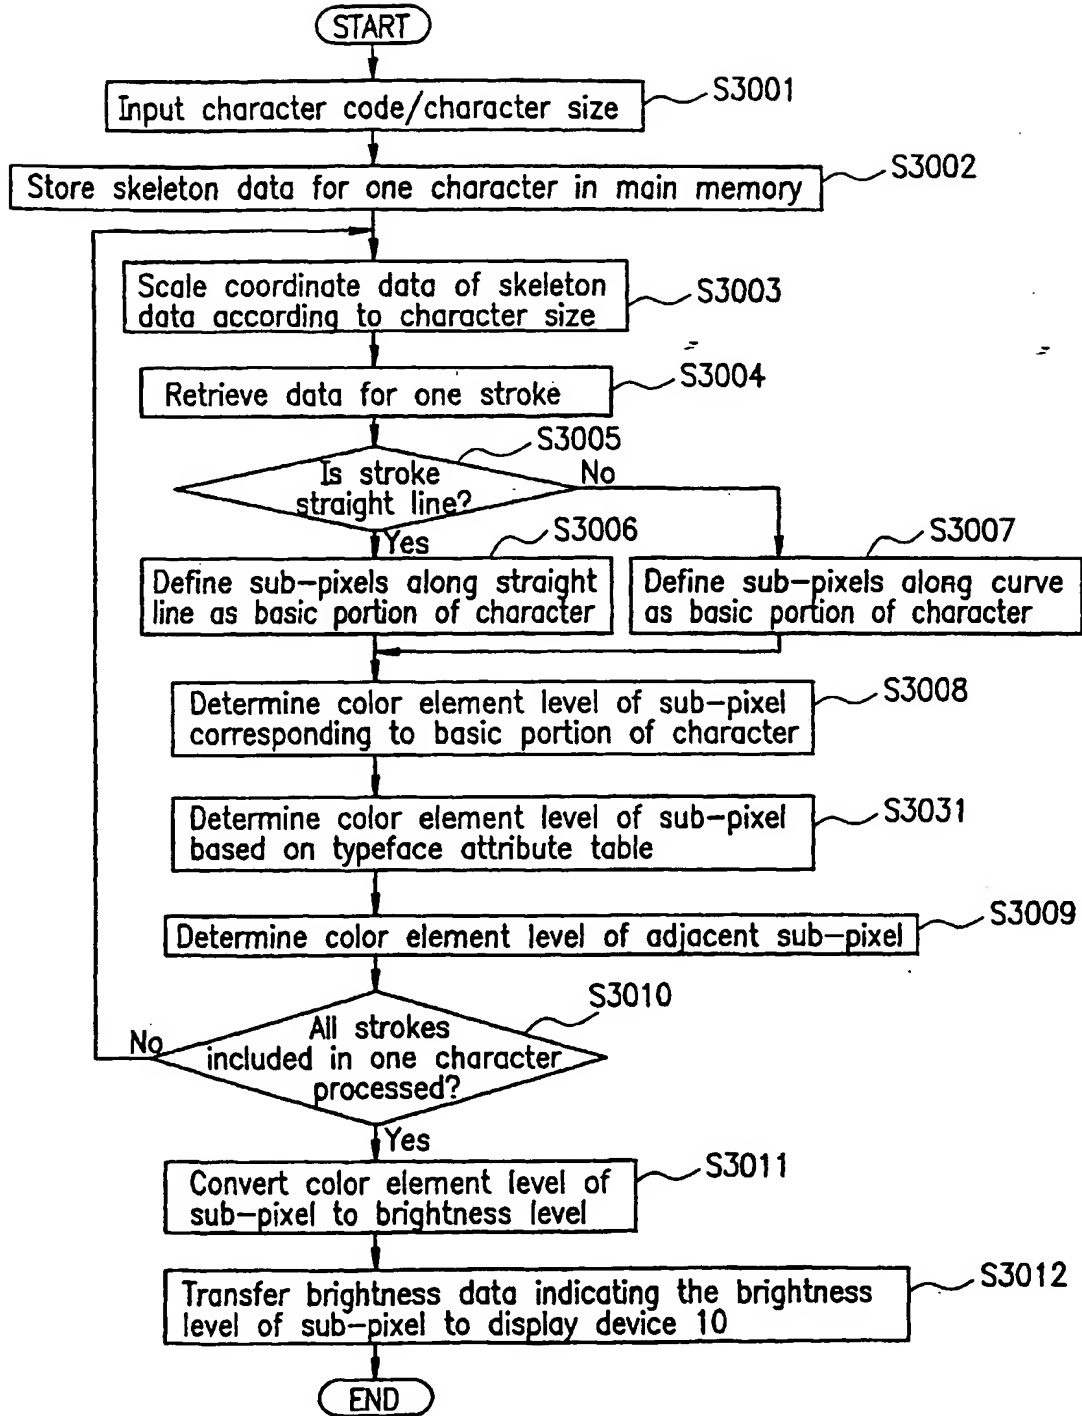 START
Input character code/character size
S3001
Store skeleton data for one character in main memory
S3002
Scale coordinate data of skeleton
data according to character size
S3003
Retrieve data for one stroke
S3004
Is stroke
straight line?
S3005
No
Yes
S3006
Define sub-pixels along straight
line as basic portion of character
S3007
Define sub-pixels along curve
as basic portion of character
Determine color element level of sub-pixel
corresponding to basic portion of character
S3008
Determine color element level of sub-pixel
based on typeface attribute table
S3031
Determine color element level of adjacent sub-pixel
S3009
All strokes
included in one character
processed?
S3010
No
Yes
Convert color element level of
sub-pixel to brightness level
S3011
Transfer brightness data indicating the brightness
level of sub-pixel to display device 10
S3012
END